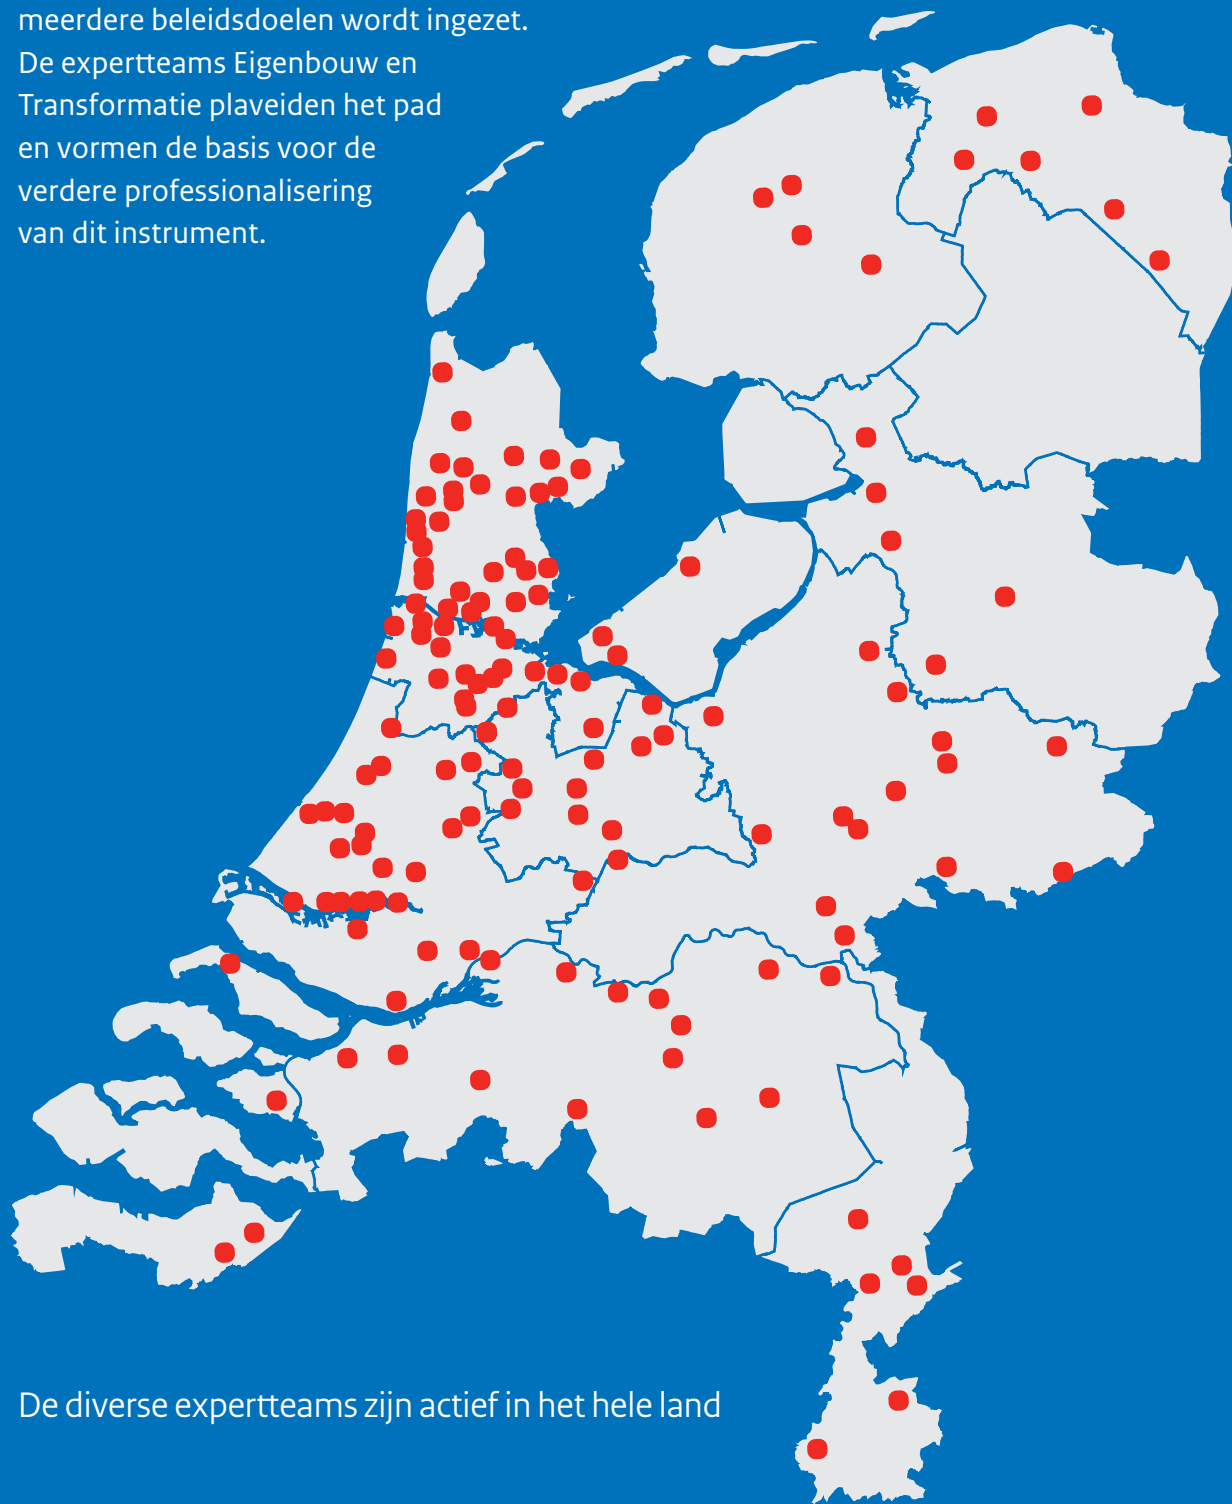 meerdere beleidsdoelen wordt ingezet.
De expertteams Eigenbouw en
Transformatie plaveiden het pad
en vormen de basis voor de
verdere professionalisering
van dit instrument.
De diverse expertteams zijn actief in het hele land